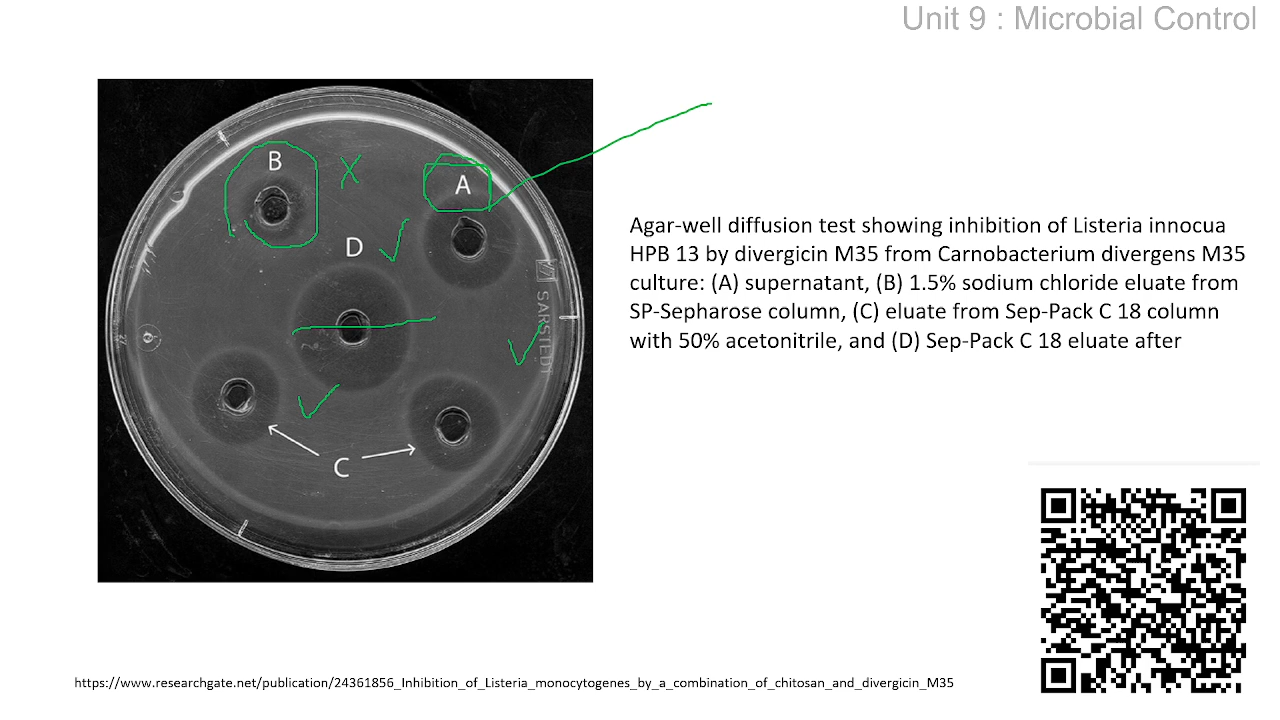 Unit 9 : Microbial Control
B
A
D
SARSTEDT
C
Agar-well diffusion test showing inhibition of Listeria innocua
HPB 13 by divergicin M35 from Carnobacterium divergens M35
culture: (A) supernatant, (B) 1.5% sodium chloride eluate from
SP-Sepharose column, (C) eluate from Sep-Pack C 18 column
with 50% acetonitrile, and (D) Sep-Pack C 18 eluate after
https://www.researchgate.net/publication/24361856_Inhibition_of_Listeria_monocytogenes_by_a_combination_of_chitosan_and_divergicin_M35